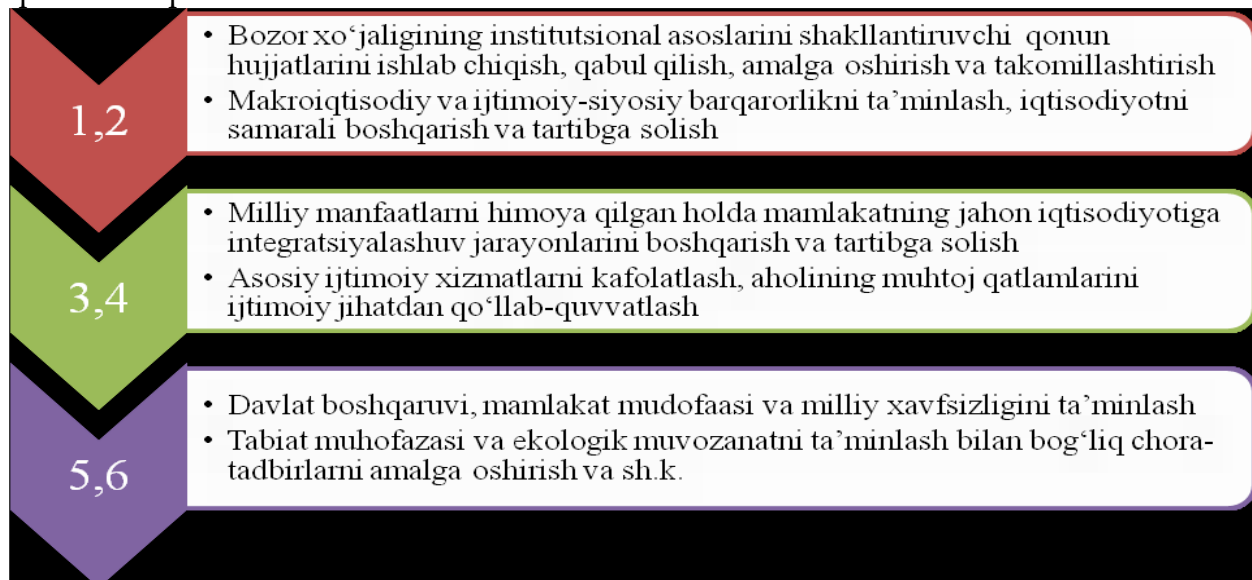 1,2
• Bozor xo‘jaligining institutsional asoslarini shakllantiruvchi qonun
hujjatlarini ishlab chiqish, qabul qilish, amalga oshirish va takomillashtirish
• Makroiqtisodiy va ijtimoiy-siyosiy barqarorlikni ta’minlash, iqtisodiyotni
samarali boshqarish va tartibga solish
3,4
• Milliy manfaatlarni himoya qilgan holda mamlakatning jahon iqtisodiyotiga
integratsiyalashuv jarayonlarini boshqarish va tartibga solish
• Asosiy ijtimoiy xizmatlarni kafolatlash, aholining muhtoj qatlamlarini
ijtimoiy jihatdan qo‘llab-quvvatlash
5,6
• Davlat boshqaruvi, mamlakat mudofaasi va milliy xavfsizligini ta’minlash
• Tabiat muhofazasi va ekologik muvozanatni ta’minlash bilan bog‘liq chora-
tadbirlarni amalga oshirish va sh.k.